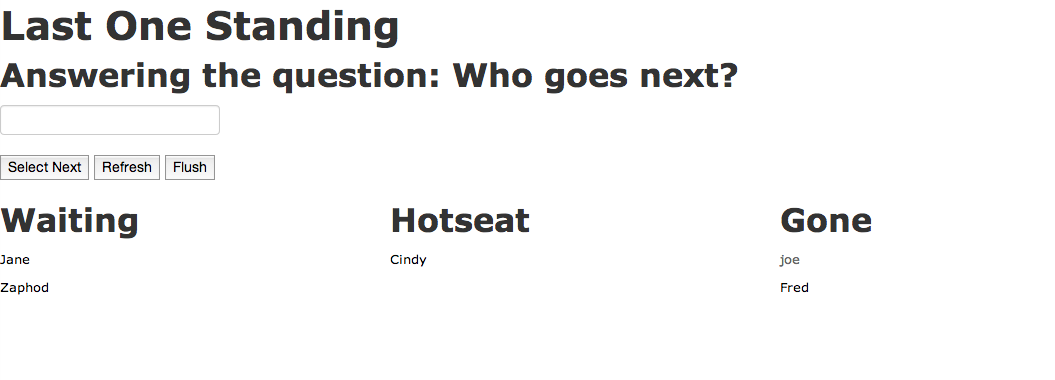 Last One Standing
Answering the question: Who goes next?
Select Next Refresh Flush
Waiting Hotseat Gone
Jane Cindy joe
Zaphod Fred